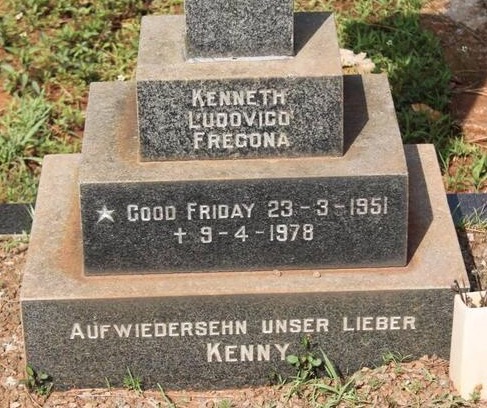 KENNETH
LUDOVICO
FREGONA
★ GOOD FRIDAY 23-3-1951
✝ 9-4-1978
AUFWIEDERSEHN UNSER LIEBER
KENNY